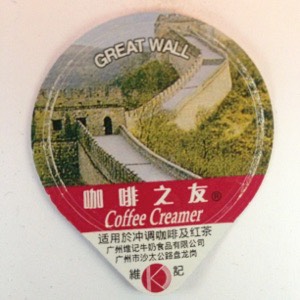 GREAT WALL
咖啡之友®
Coffee Creamer
适用於冲调咖啡及红茶
广州维记牛奶食品有限公司
广州市沙太公路盘龙岗
維 K 記